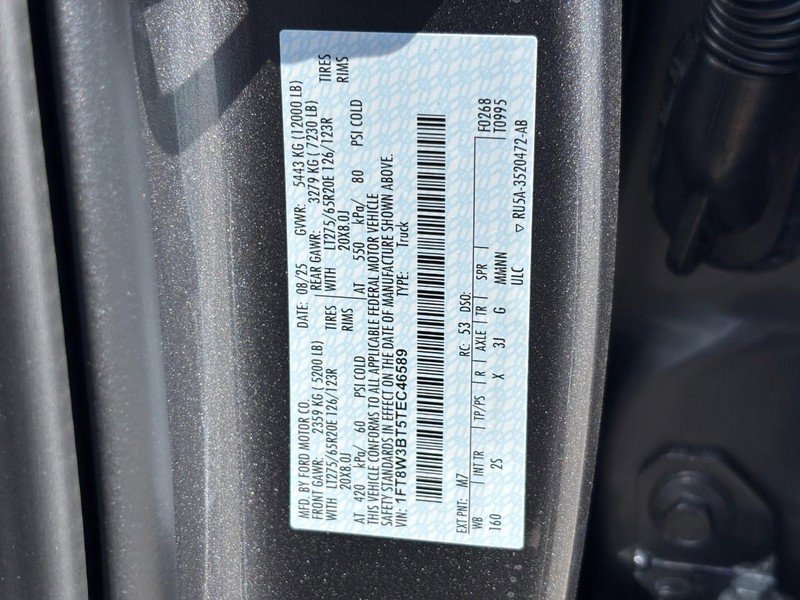 MFD. BY FORD MOTOR CO.
DATE: 08/25 GVWR: 5443 KG (12000 LB)
FRONT GAWR: 2359 KG (5200 LB) REAR GAWR: 3279 KG (7230 LB)
WITH LT275/65R20E 126/123R TIRES WITH LT275/65R20E 126/123R TIRES
20X8.0J RIMS 20X8.0J RIMS
AT 420 kPa/ 60 PSI COLD AT 550 kPa/ 80 PSI COLD
THIS VEHICLE CONFORMS TO ALL APPLICABLE FEDERAL MOTOR VEHICLE
SAFETY STANDARDS IN EFFECT ON THE DATE OF MANUFACTURE SHOWN ABOVE.
VIN: 1FT8W3BT5TEC46589 TYPE: Truck
F0268
T0995
EXT PNT: M7 RC: 53 DSO:
WB INT TR TP/PS R AXLE TR SPR
160 2S X 3J G MWWNN
ULC
▽ RU5A-3520472-AB